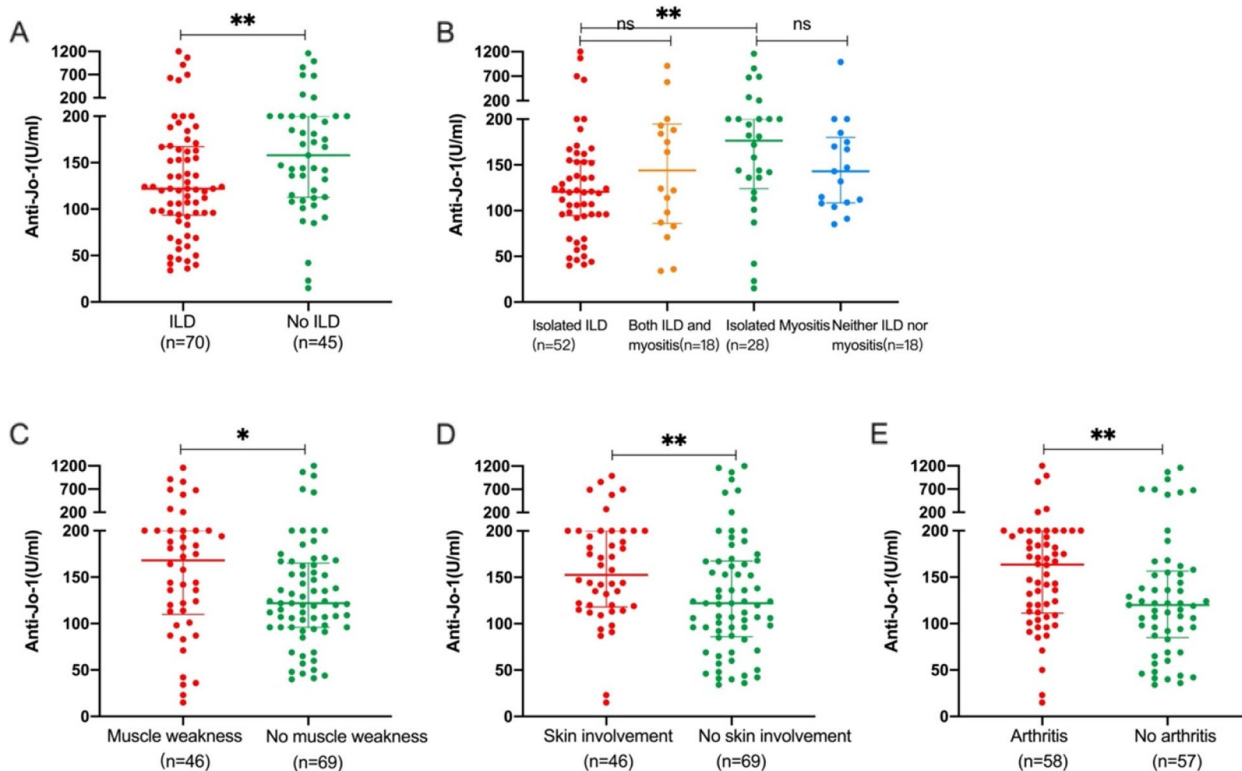 A
**
Anti-Jo-1(U/ml)
1200
700
200
200
150
100
50
0
ILD
(n=70)
No ILD
(n=45)
B
**
ns
ns
Anti-Jo-1(U/ml)
1200
700
200
200
150
100
50
0
Isolated ILD
(n=52)
Both ILD and
myositis(n=18)
Isolated Myositis
(n=28)
Neither ILD nor
myositis(n=18)
C
*
Anti-Jo-1(U/ml)
1200
700
200
200
150
100
50
0
Muscle weakness
(n=46)
No muscle weakness
(n=69)
D
**
Anti-Jo-1(U/ml)
1200
700
200
200
150
100
50
0
Skin involvement
(n=46)
No skin involvement
(n=69)
E
**
Anti-Jo-1(U/ml)
1200
700
200
200
150
100
50
0
Arthritis
(n=58)
No arthritis
(n=57)